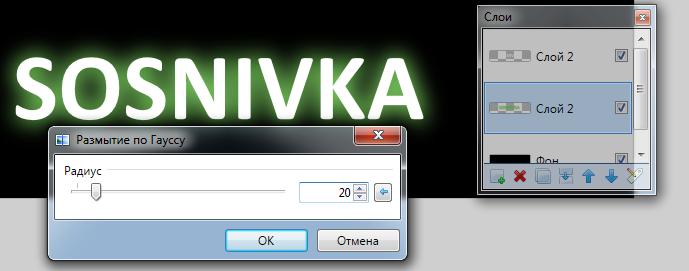 Слои
Слой 2
SOSNIVKA
Слой 2
Размытие по Гауссу
Фон
Радиус
20
OK
Отмена